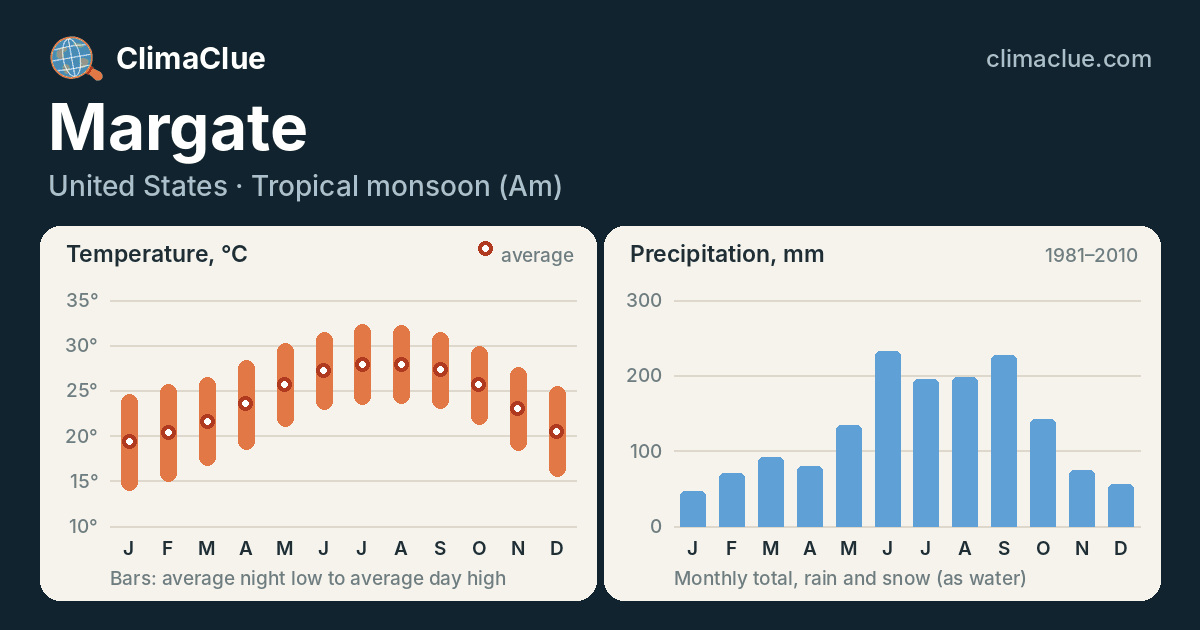 ClimaClue
climaclue.com
Margate
United States · Tropical monsoon (Am)
Temperature, °C
average
35°
30°
25°
20°
15°
10°
J F M A M J J A S O N D
Bars: average night low to average day high
Precipitation, mm
1981–2010
300
200
100
0
J F M A M J J A S O N D
Monthly total, rain and snow (as water)